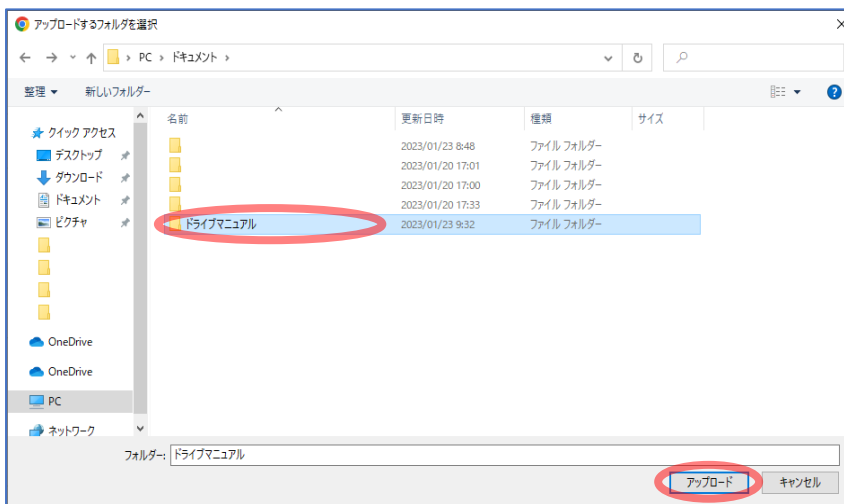 アップロードするフォルダを選択
PC › ドキュメント ›
整理 新しいフォルダー
名前 更新日時 種類 サイズ
2023/01/23 8:48 ファイル フォルダー
2023/01/20 17:01 ファイル フォルダー
2023/01/20 17:00 ファイル フォルダー
2023/01/20 17:33 ファイル フォルダー
ドライブマニュアル 2023/01/23 9:32 ファイル フォルダー
クイック アクセス
デスクトップ
ダウンロード
ドキュメント
ピクチャ
OneDrive
OneDrive
PC
ネットワーク
フォルダー: ドライブマニュアル
アップロード キャンセル